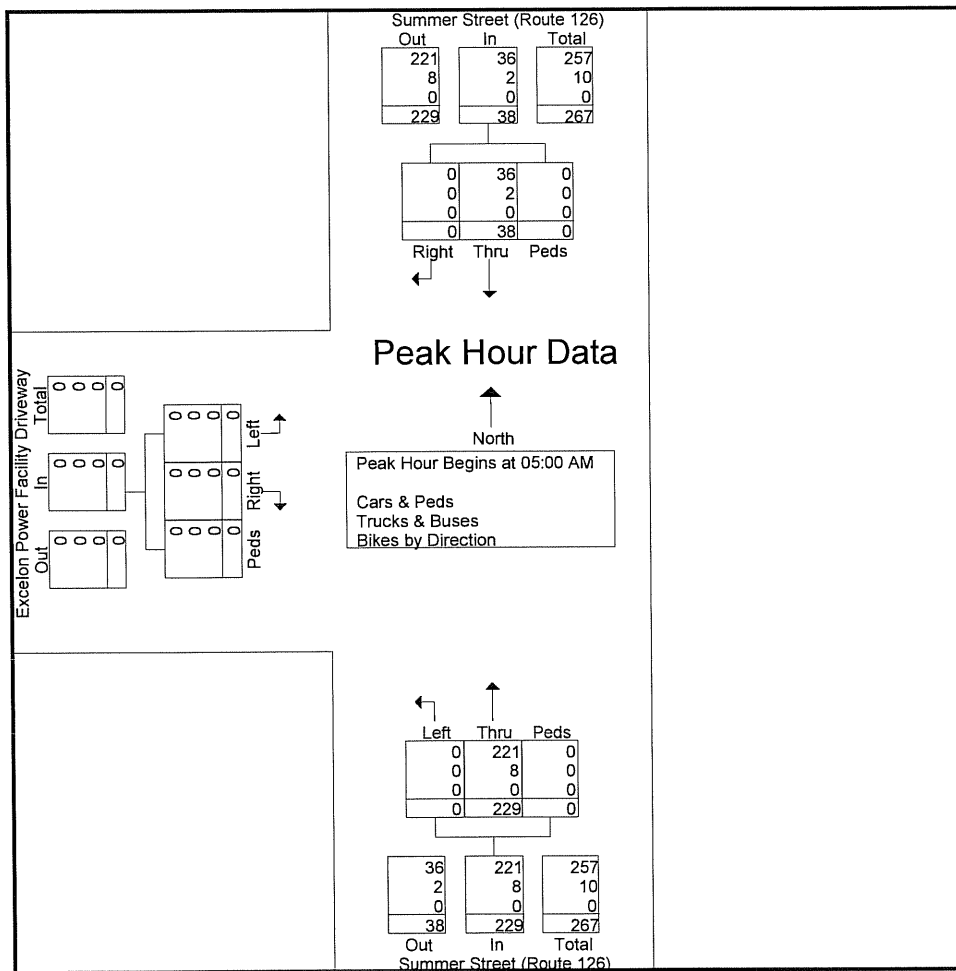 Summer Street (Route 126)
Out In Total
221 36 257
8 2 10
0 0 0
229 38 267
0 36 0
0 2 0
0 0 0
0 38 0
Right Thru Peds
Peak Hour Data
North
Peak Hour Begins at 05:00 AM
Cars & Peds
Trucks & Buses
Bikes by Direction
Excelon Power Facility Driveway
Out In Total
0 0 0
0 0 0
0 0 0
0 0 0
0 0 0
0 0 0
0 0 0
0 0 0
Peds Right Left
Left Thru Peds
0 221 0
0 8 0
0 0 0
0 229 0
36 221 257
2 8 10
0 0 0
38 229 267
Out In Total
Summer Street (Route 126)